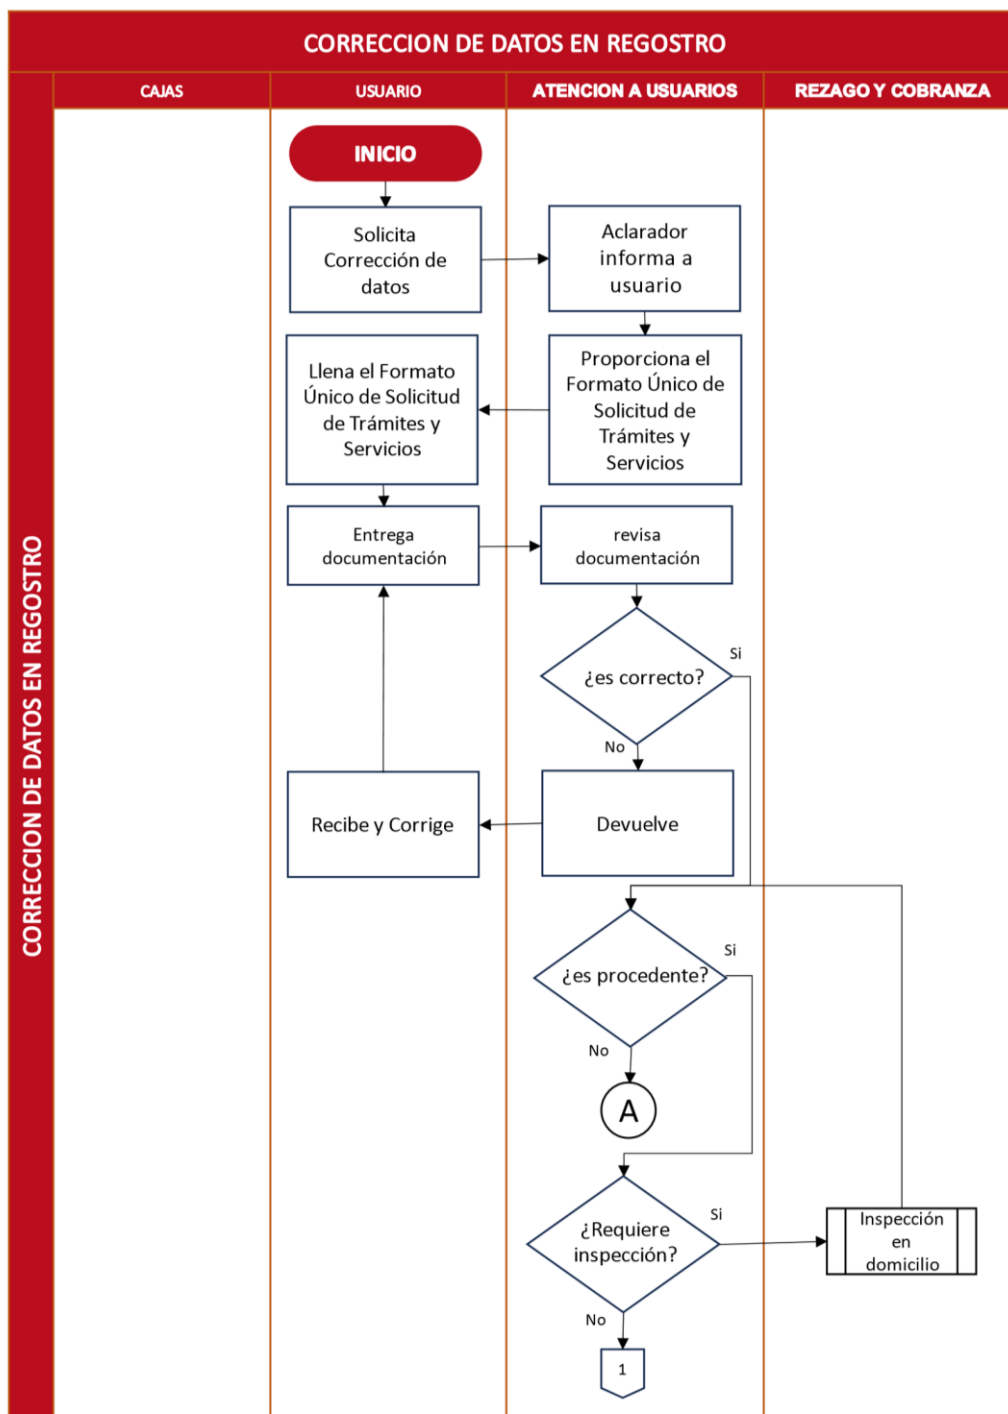 CORRECCION DE DATOS EN REGOSTRO
CAJAS
USUARIO
ATENCION A USUARIOS
REZAGO Y COBRANZA
CORRECCION DE DATOS EN REGOSTRO
INICIO
Solicita
Corrección de
datos
Aclarador
informa a
usuario
Proporciona el
Formato Único de
Solicitud de
Trámites y
Servicios
Llena el Formato
Único de Solicitud
de Trámites y
Servicios
Entrega
documentación
revisa
documentación
¿es correcto?
Si
No
Devuelve
Recibe y Corrige
¿es procedente?
Si
No
A
¿Requiere
inspección?
Si
Inspección
en
domicilio
No
1